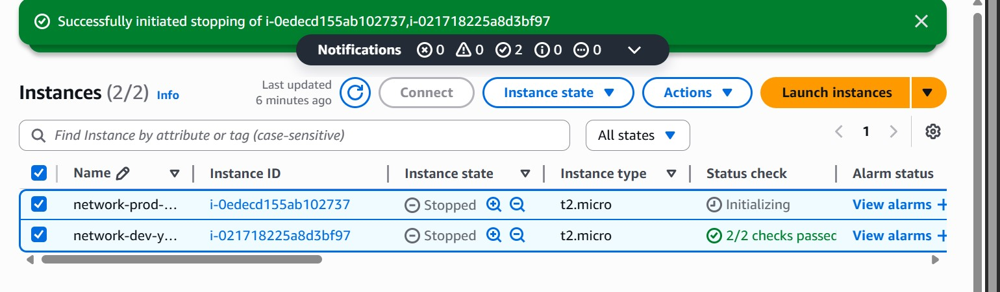 Successfully initiated stopping of i-0edecd155ab102737,i-021718225a8d3bf97
Notifications 0 0 2 0 0
Instances (2/2) Info
Last updated
6 minutes ago
Connect Instance state Actions Launch instances
Find Instance by attribute or tag (case-sensitive) All states 1
Name Instance ID Instance state Instance type Status check Alarm status
network-prod-... i-0edecd155ab102737 Stopped t2.micro Initializing View alarms +
network-dev-y... i-021718225a8d3bf97 Stopped t2.micro 2/2 checks passed View alarms +